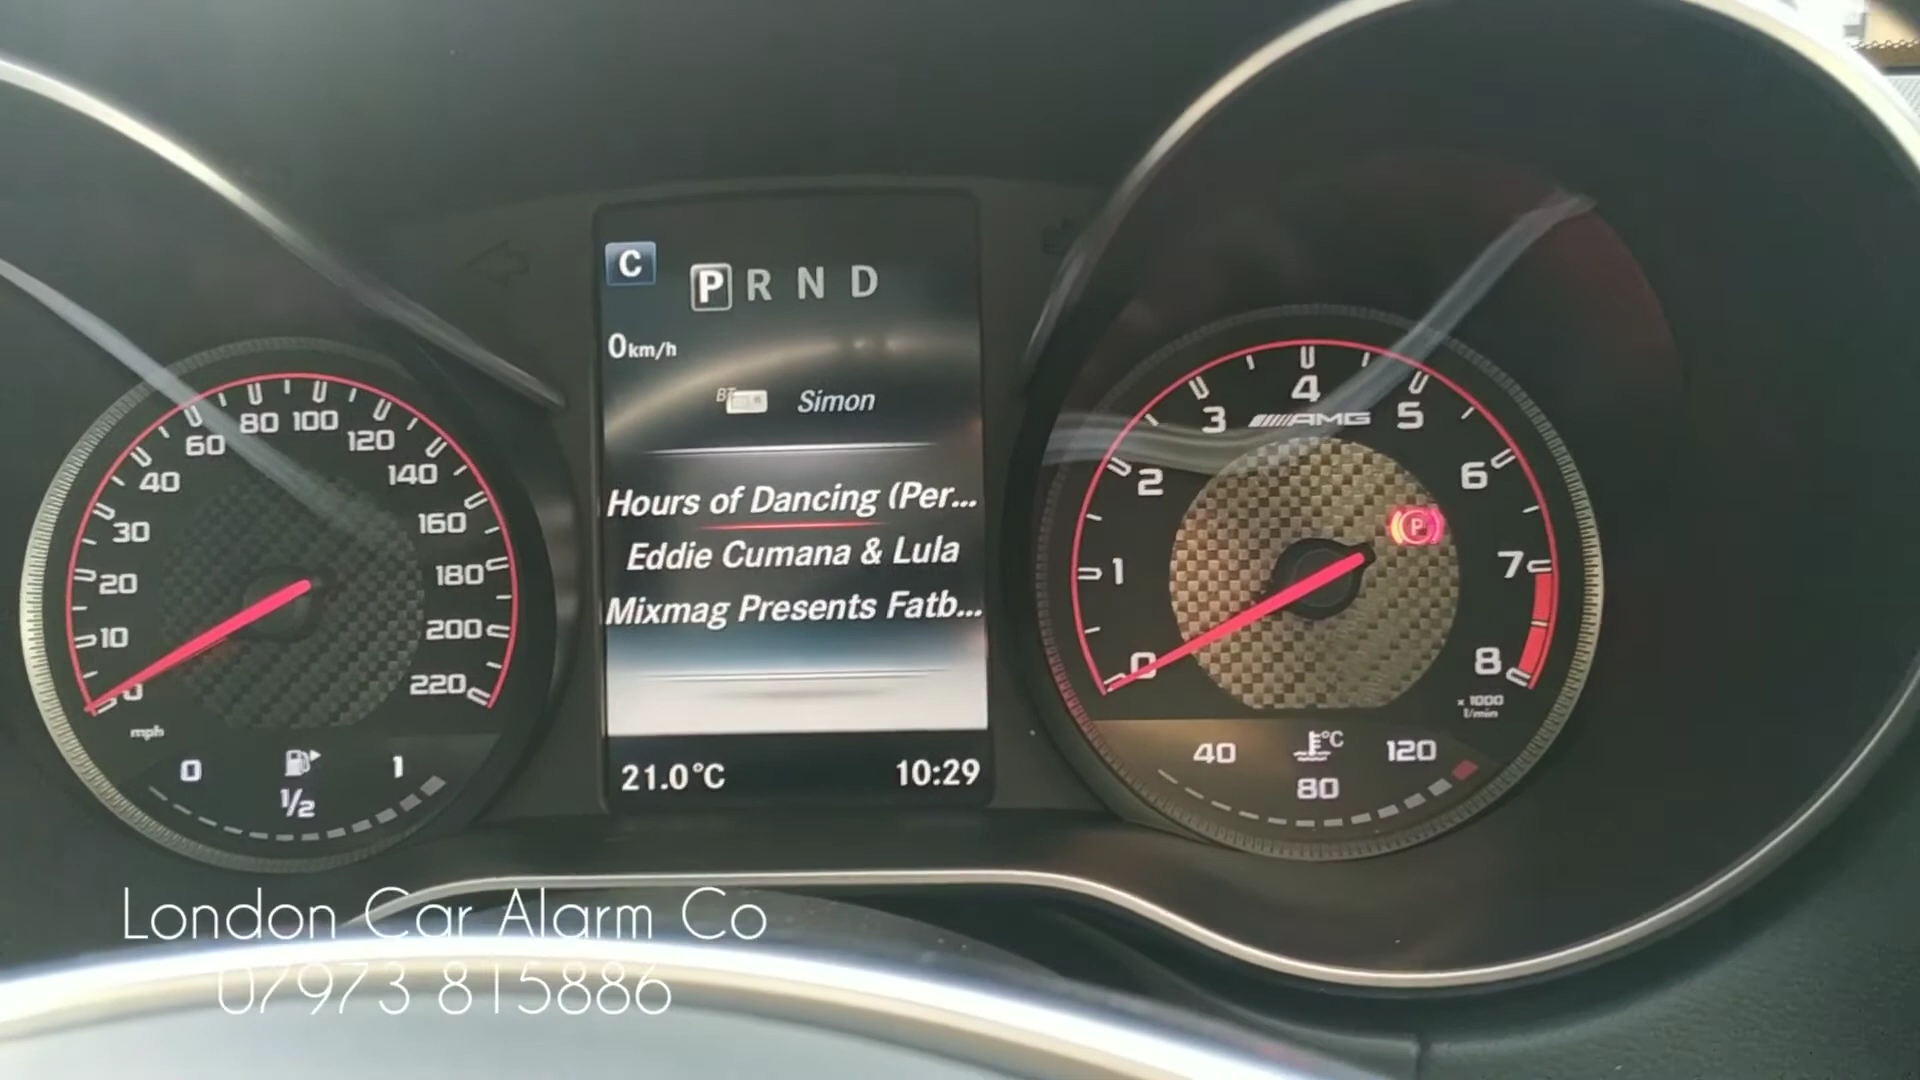 C
P R N D
0km/h
BT Simon
Hours of Dancing (Per...
Eddie Cumana & Lula
Mixmag Presents Fatb...
21.0°C 10:29
0 10 20 30 40 60 80 100 120 140 160 180 200 220
mph
0 1/2 1
0 1 2 3 4 5 6 7 8
AMG
P
x 1000
1/min
40 80 120
°C
London Car Alarm Co
07973 815886